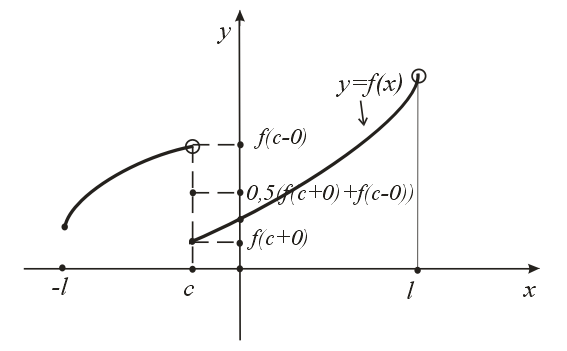 y
y=f(x)
f(c-0)
0,5(f(c+0)+f(c-0))
f(c+0)
-l
c
l
x